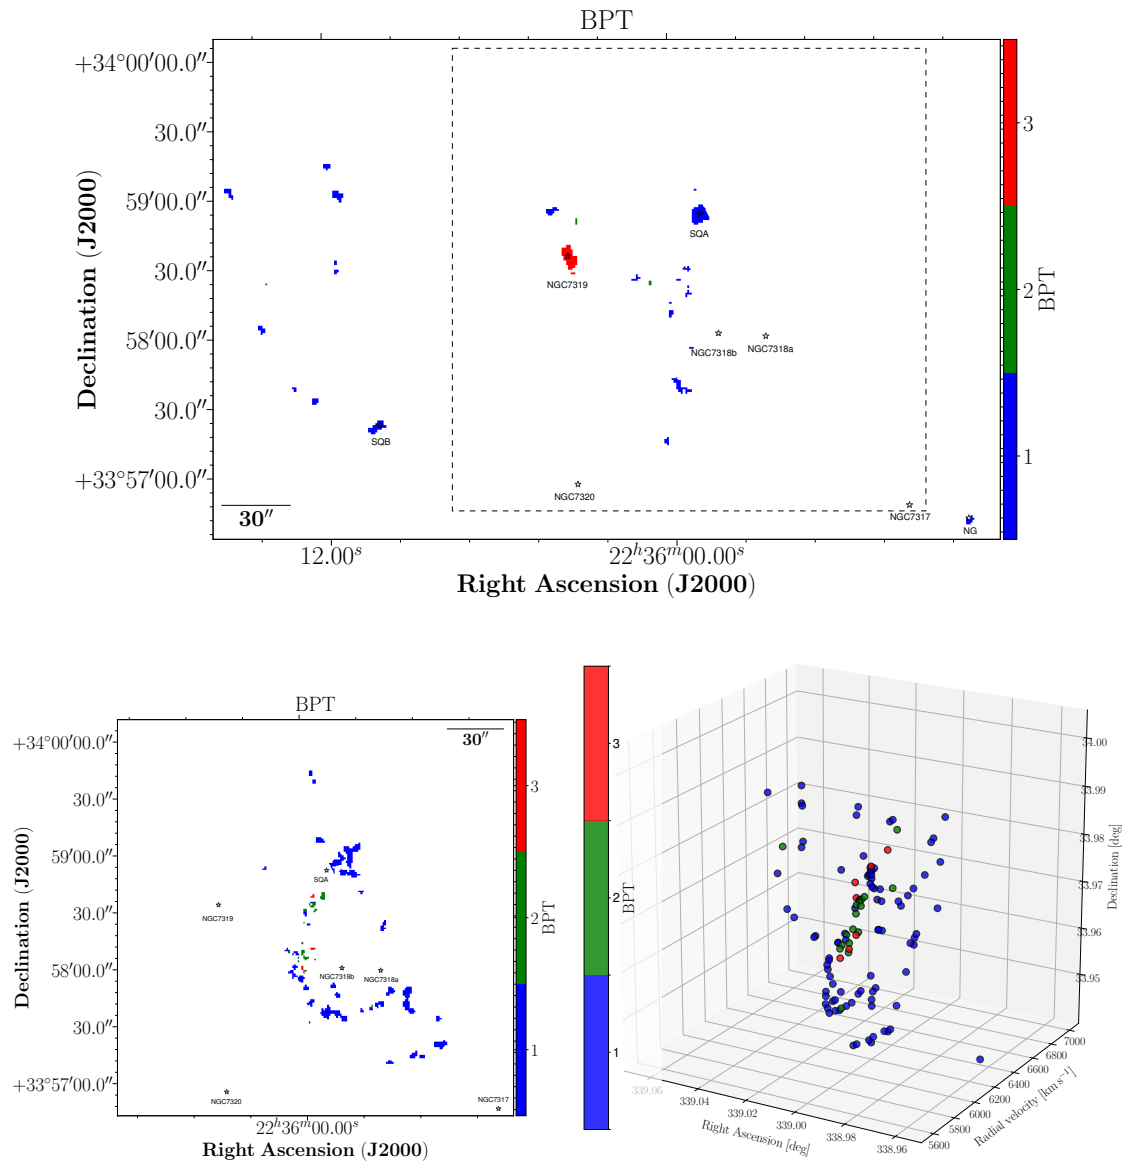 BPT
+34°00′00.0″
30.0″
59′00.0″
30.0″
58′00.0″
30.0″
+33°57′00.0″
Declination (J2000)
SQA
NGC7319
NGC7318b
NGC7318a
SQB
NGC7320
NGC7317
NG
30″
12.00s
22h36m00.00s
Right Ascension (J2000)
3
2
1
BPT
BPT
30″
+34°00′00.0″
30.0″
59′00.0″
30.0″
58′00.0″
30.0″
+33°57′00.0″
Declination (J2000)
SQA
NGC7319
NGC7318b
NGC7318a
NGC7320
NGC7317
22h36m00.00s
Right Ascension (J2000)
3
2
1
BPT
3
2
1
BPT
34.00
33.99
33.98
33.97
33.96
33.95
Declination [deg]
7000
6800
6600
6400
6200
6000
5800
5600
Radial velocity [km s−1]
339.06
339.04
339.02
339.00
338.98
338.96
Right Ascension [deg]